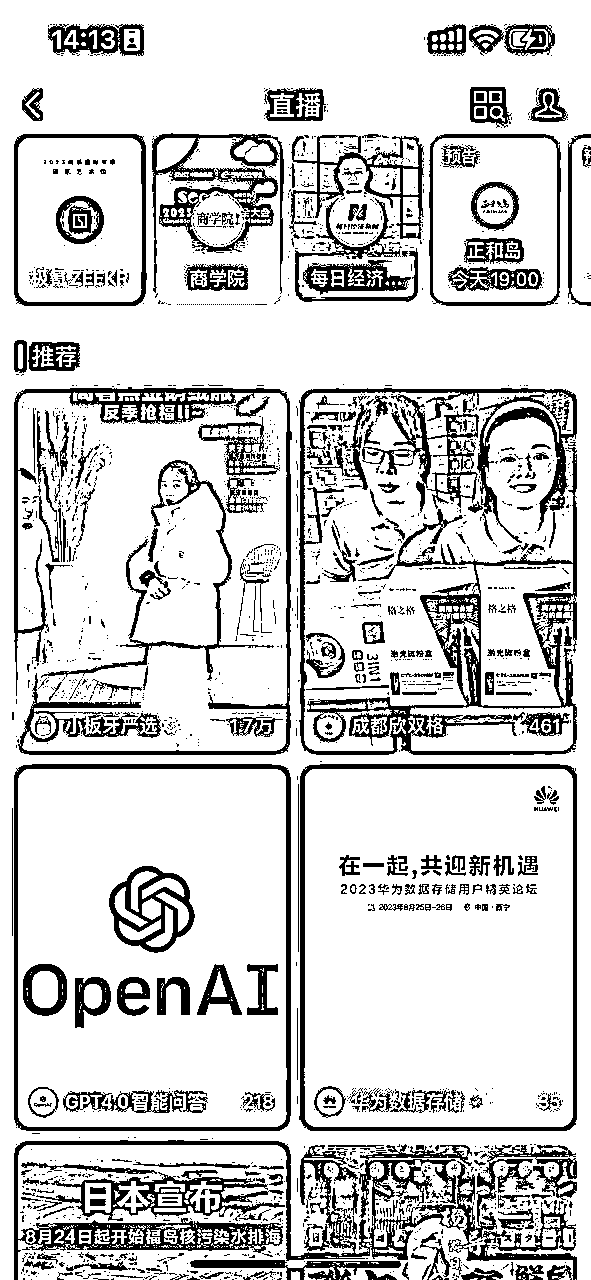 14:13
直播
极氪ZEEKR
商学院
商学院
每日经济...
预告
正和岛
今天19:00
推荐
反季抢福li~
小板牙严选
1.7万
格之格
激光碳粉盒
格之格
激光碳粉盒
成都欣双格
461
OpenAI
GPT4.0智能问答
218
HUAWEI
在一起,共迎新机遇
2023华为数据存储用户精英论坛
2023年8月25日-26日 中国·西宁
华为数据存储
日本宣布
8月24日起开始福岛核污染水排海